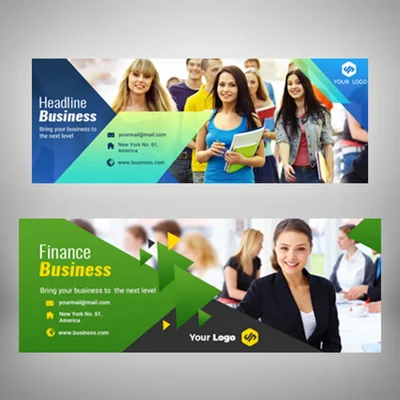 YOUR LOGO
Headline
Business
Bring your business to
the next level
yourmail@mail.com
New York No. 61,
America
www.business.com
Finance
Business
Bring your business to the next level
yourmail@mail.com
New York No. 61,
America
www.business.com
Your Logo